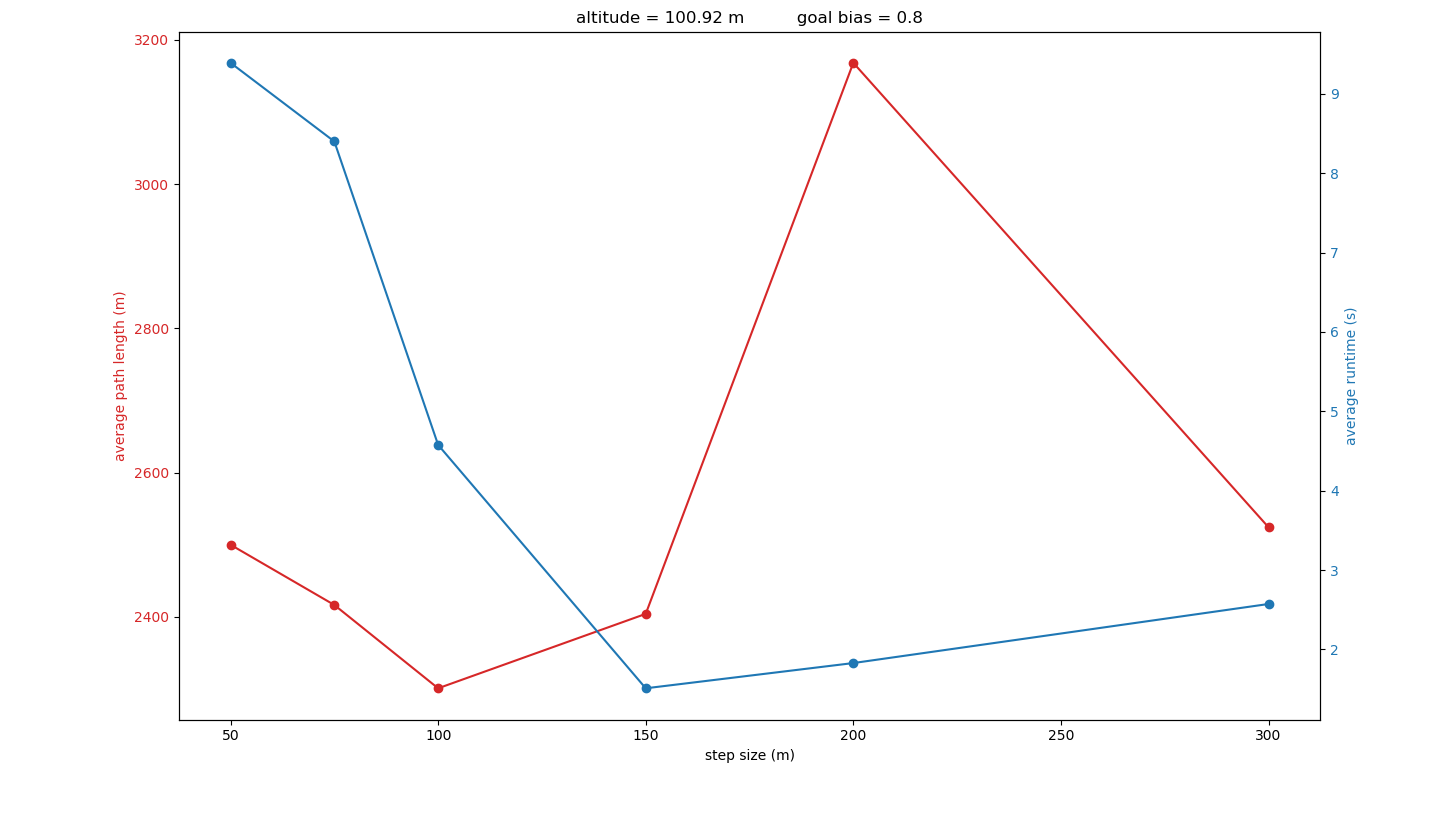 altitude = 100.92 m goal bias = 0.8
3200
3000
2800
2600
2400
average path length (m)
9
8
7
6
5
4
3
2
average runtime (s)
50 100 150 200 250 300
step size (m)